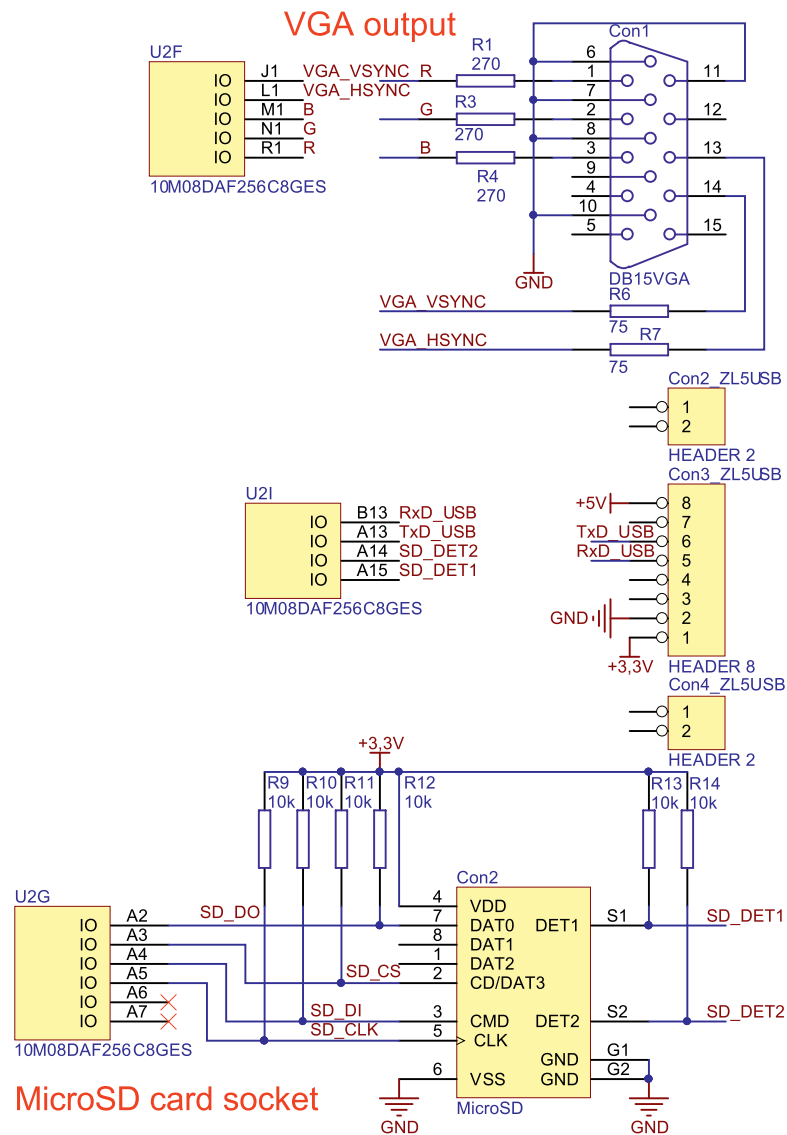 VGA output
U2F
IO J1 VGA_VSYNC
IO L1 VGA_HSYNC
IO M1 B
IO N1 G
IO R1 R
10M08DAF256C8GES
R R1
270
G R3
270
B R4
270
Con1
6
1 11
7
2 12
8
3 13
9
4 14
10
5 15
GND
DB15VGA
VGA_VSYNC R6
75
VGA_HSYNC R7
75
Con2_ZL5USB
1
2
HEADER 2
Con3_ZL5USB
+5V 8
7
TxD_USB 6
RxD_USB 5
4
3
GND 2
1
+3,3V
HEADER 8
U2I
IO B13 RxD_USB
IO A13 TxD_USB
IO A14 SD_DET2
IO A15 SD_DET1
10M08DAF256C8GES
Con4_ZL5USB
1
2
HEADER 2
+3,3V
R9 R10 R11 R12 R13 R14
10k 10k 10k 10k 10k 10k
U2G
IO A2 SD_DO
IO A3 SD_CS
IO A4 SD_DI
IO A5 SD_CLK
IO A6
IO A7
10M08DAF256C8GES
Con2
4 VDD
7 DAT0 DET1 S1 SD_DET1
8 DAT1
1 DAT2
2 CD/DAT3
3 CMD DET2 S2 SD_DET2
5 CLK
GND G1
6 VSS GND G2
MicroSD
GND
GND
MicroSD card socket